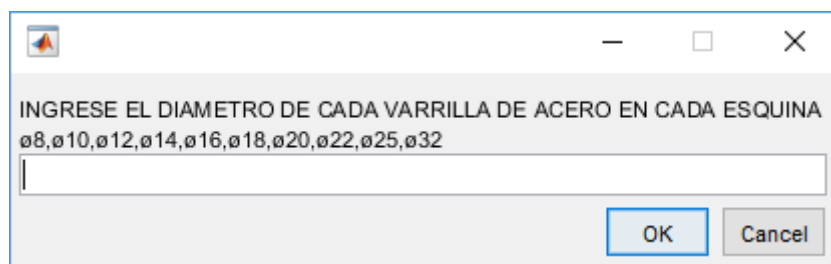 INGRESE EL DIAMETRO DE CADA VARRILLA DE ACERO EN CADA ESQUINA
ø8,ø10,ø12,ø14,ø16,ø18,ø20,ø22,ø25,ø32
OK Cancel